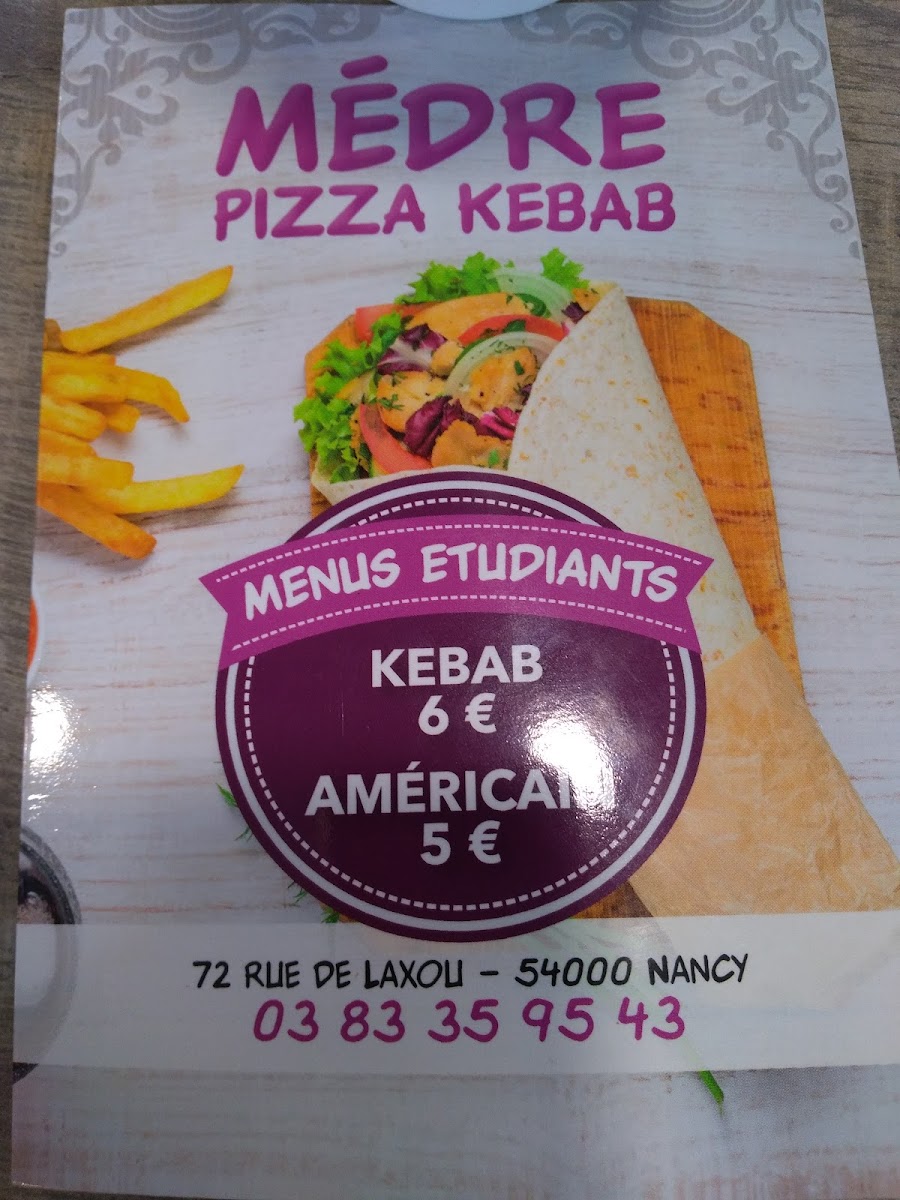 MÉDRE
PIZZA KEBAB
MENUS ETUDIANTS
KEBAB
6 €
AMÉRICAIN
5 €
72 RUE DE LAXOU – 54000 NANCY
03 83 35 95 43